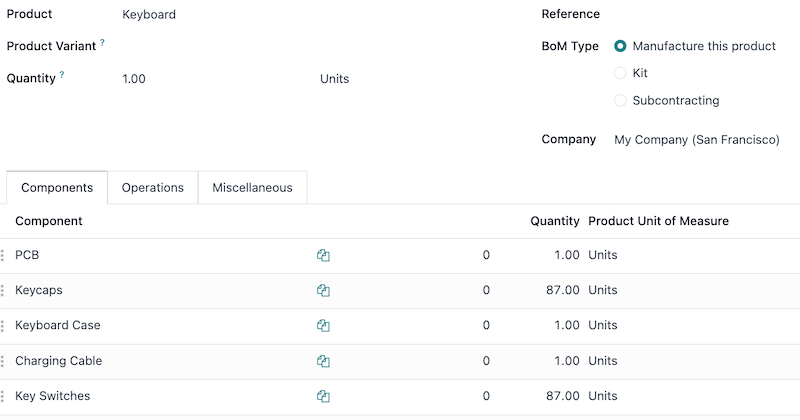 Product Keyboard Reference
Product Variant ? BoM Type Manufacture this product
Quantity ? 1.00 Units Kit
Subcontracting
Company My Company (San Francisco)
Components Operations Miscellaneous
Component Quantity Product Unit of Measure
PCB 0 1.00 Units
Keycaps 0 87.00 Units
Keyboard Case 0 1.00 Units
Charging Cable 0 1.00 Units
Key Switches 0 87.00 Units